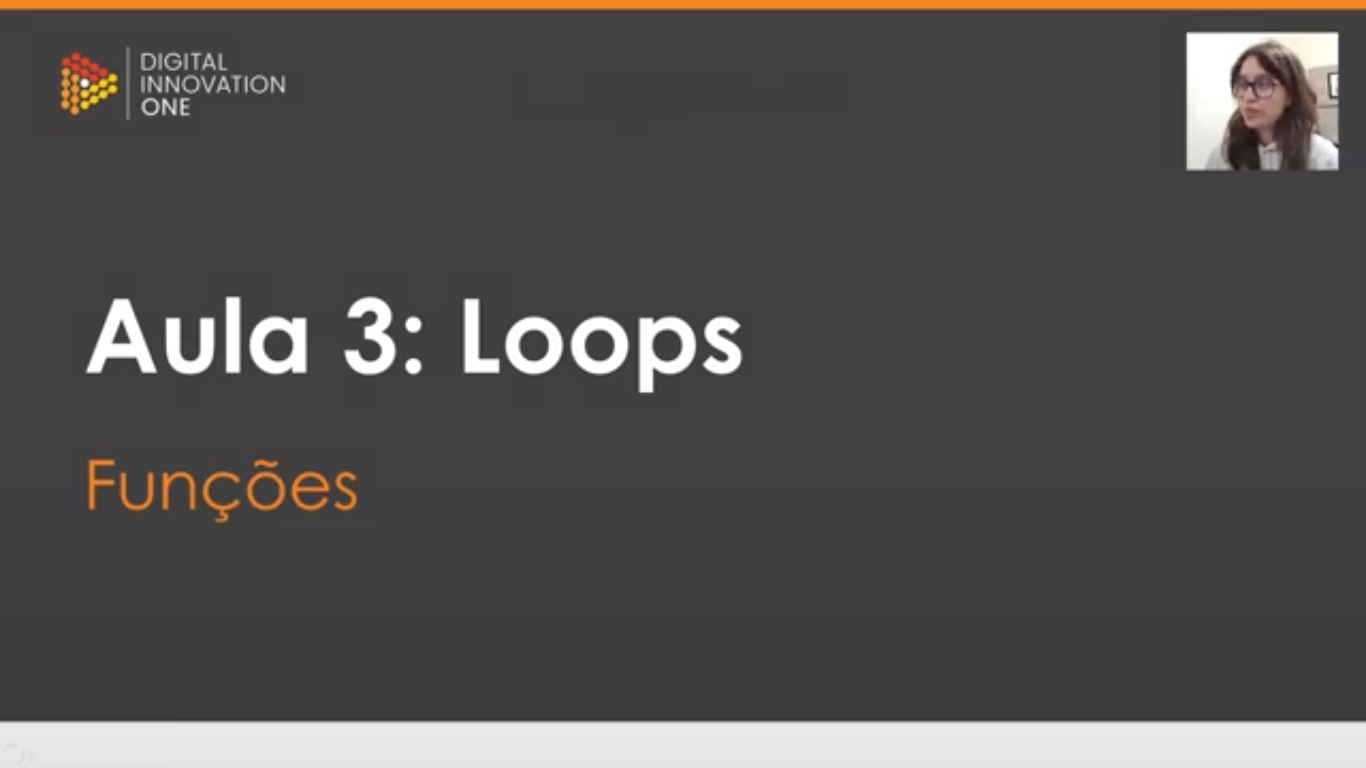 DIGITAL
INNOVATION
ONE
Aula 3: Loops
Funções